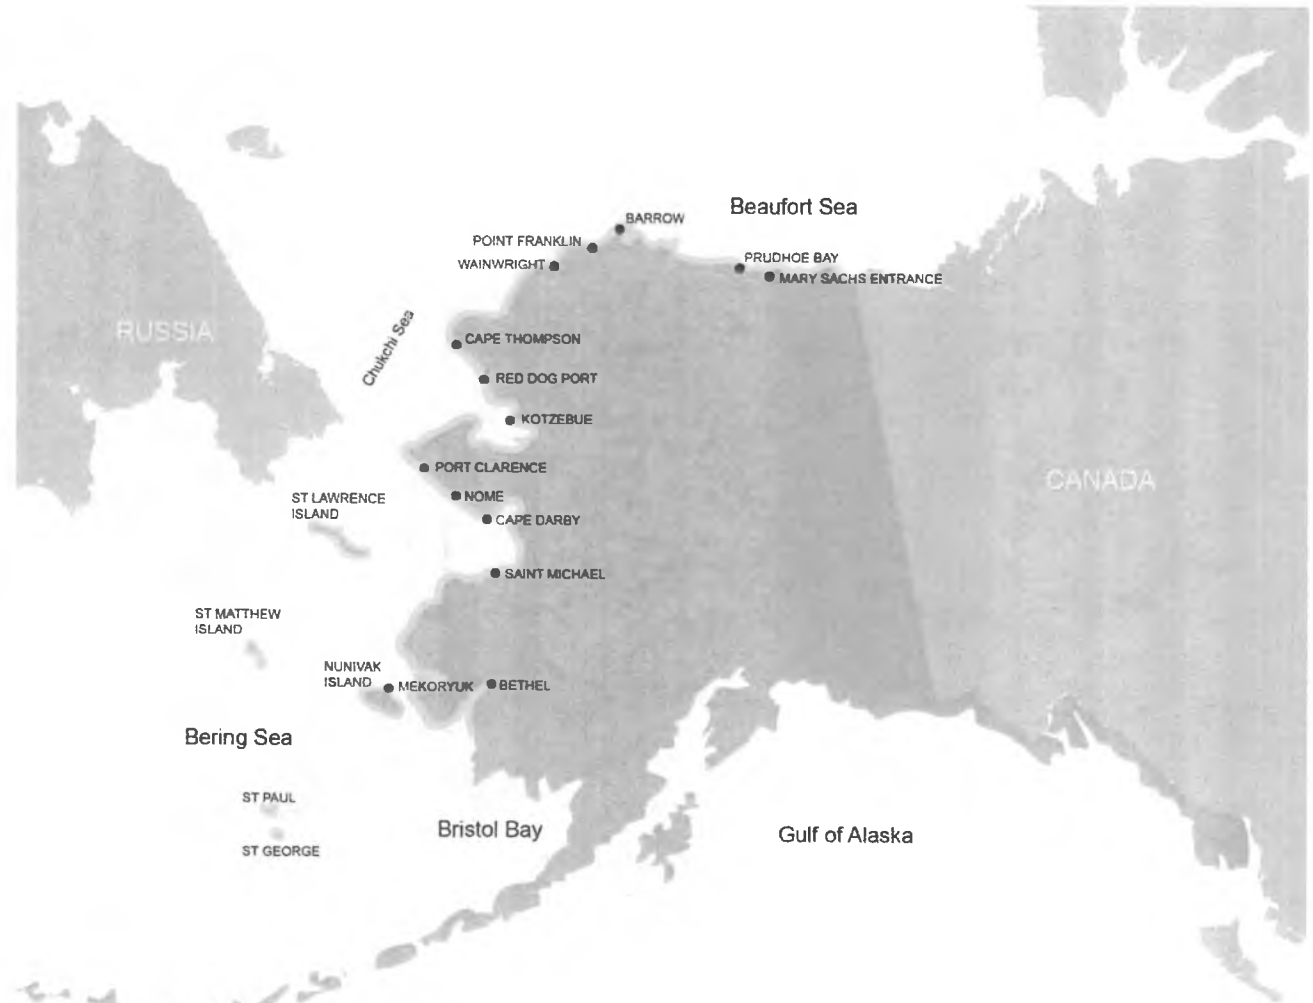 Beaufort Sea
BARROW
POINT FRANKLIN
WAINWRIGHT
PRUDHOE BAY
MARY SACHS ENTRANCE
RUSSIA
Chukchi Sea
CAPE THOMPSON
RED DOG PORT
KOTZEBUE
PORT CLARENCE
CANADA
ST LAWRENCE
ISLAND
NOME
CAPE DARBY
SAINT MICHAEL
ST MATTHEW
ISLAND
NUNIVAK
ISLAND
MEKORYUK
BETHEL
Bering Sea
ST PAUL
ST GEORGE
Bristol Bay
Gulf of Alaska